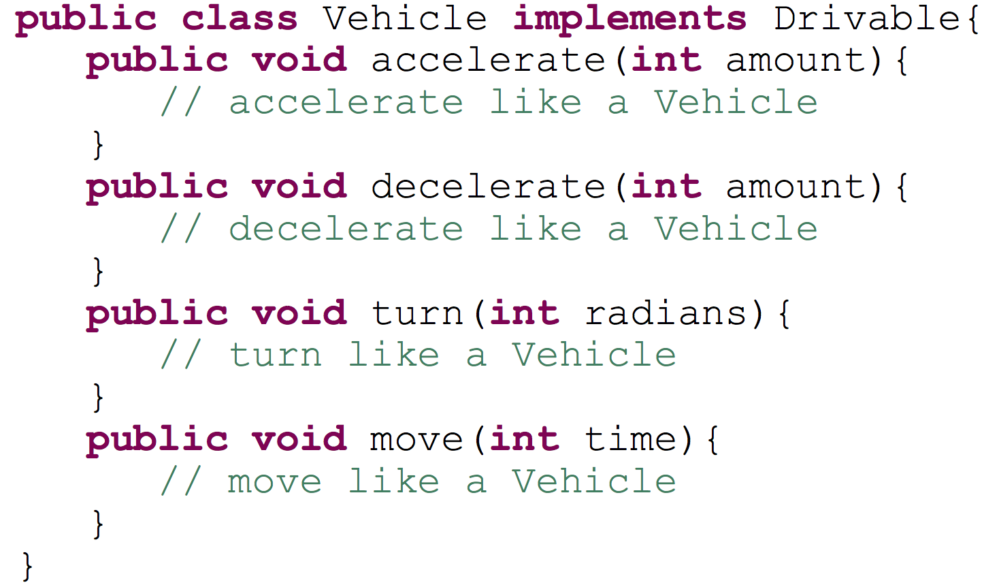 public class Vehicle implements Drivable{
   public void accelerate(int amount){
      // accelerate like a Vehicle
   }
   public void decelerate(int amount){
      // decelerate like a Vehicle
   }
   public void turn(int radians){
      // turn like a Vehicle
   }
   public void move(int time){
      // move like a Vehicle
   }
}